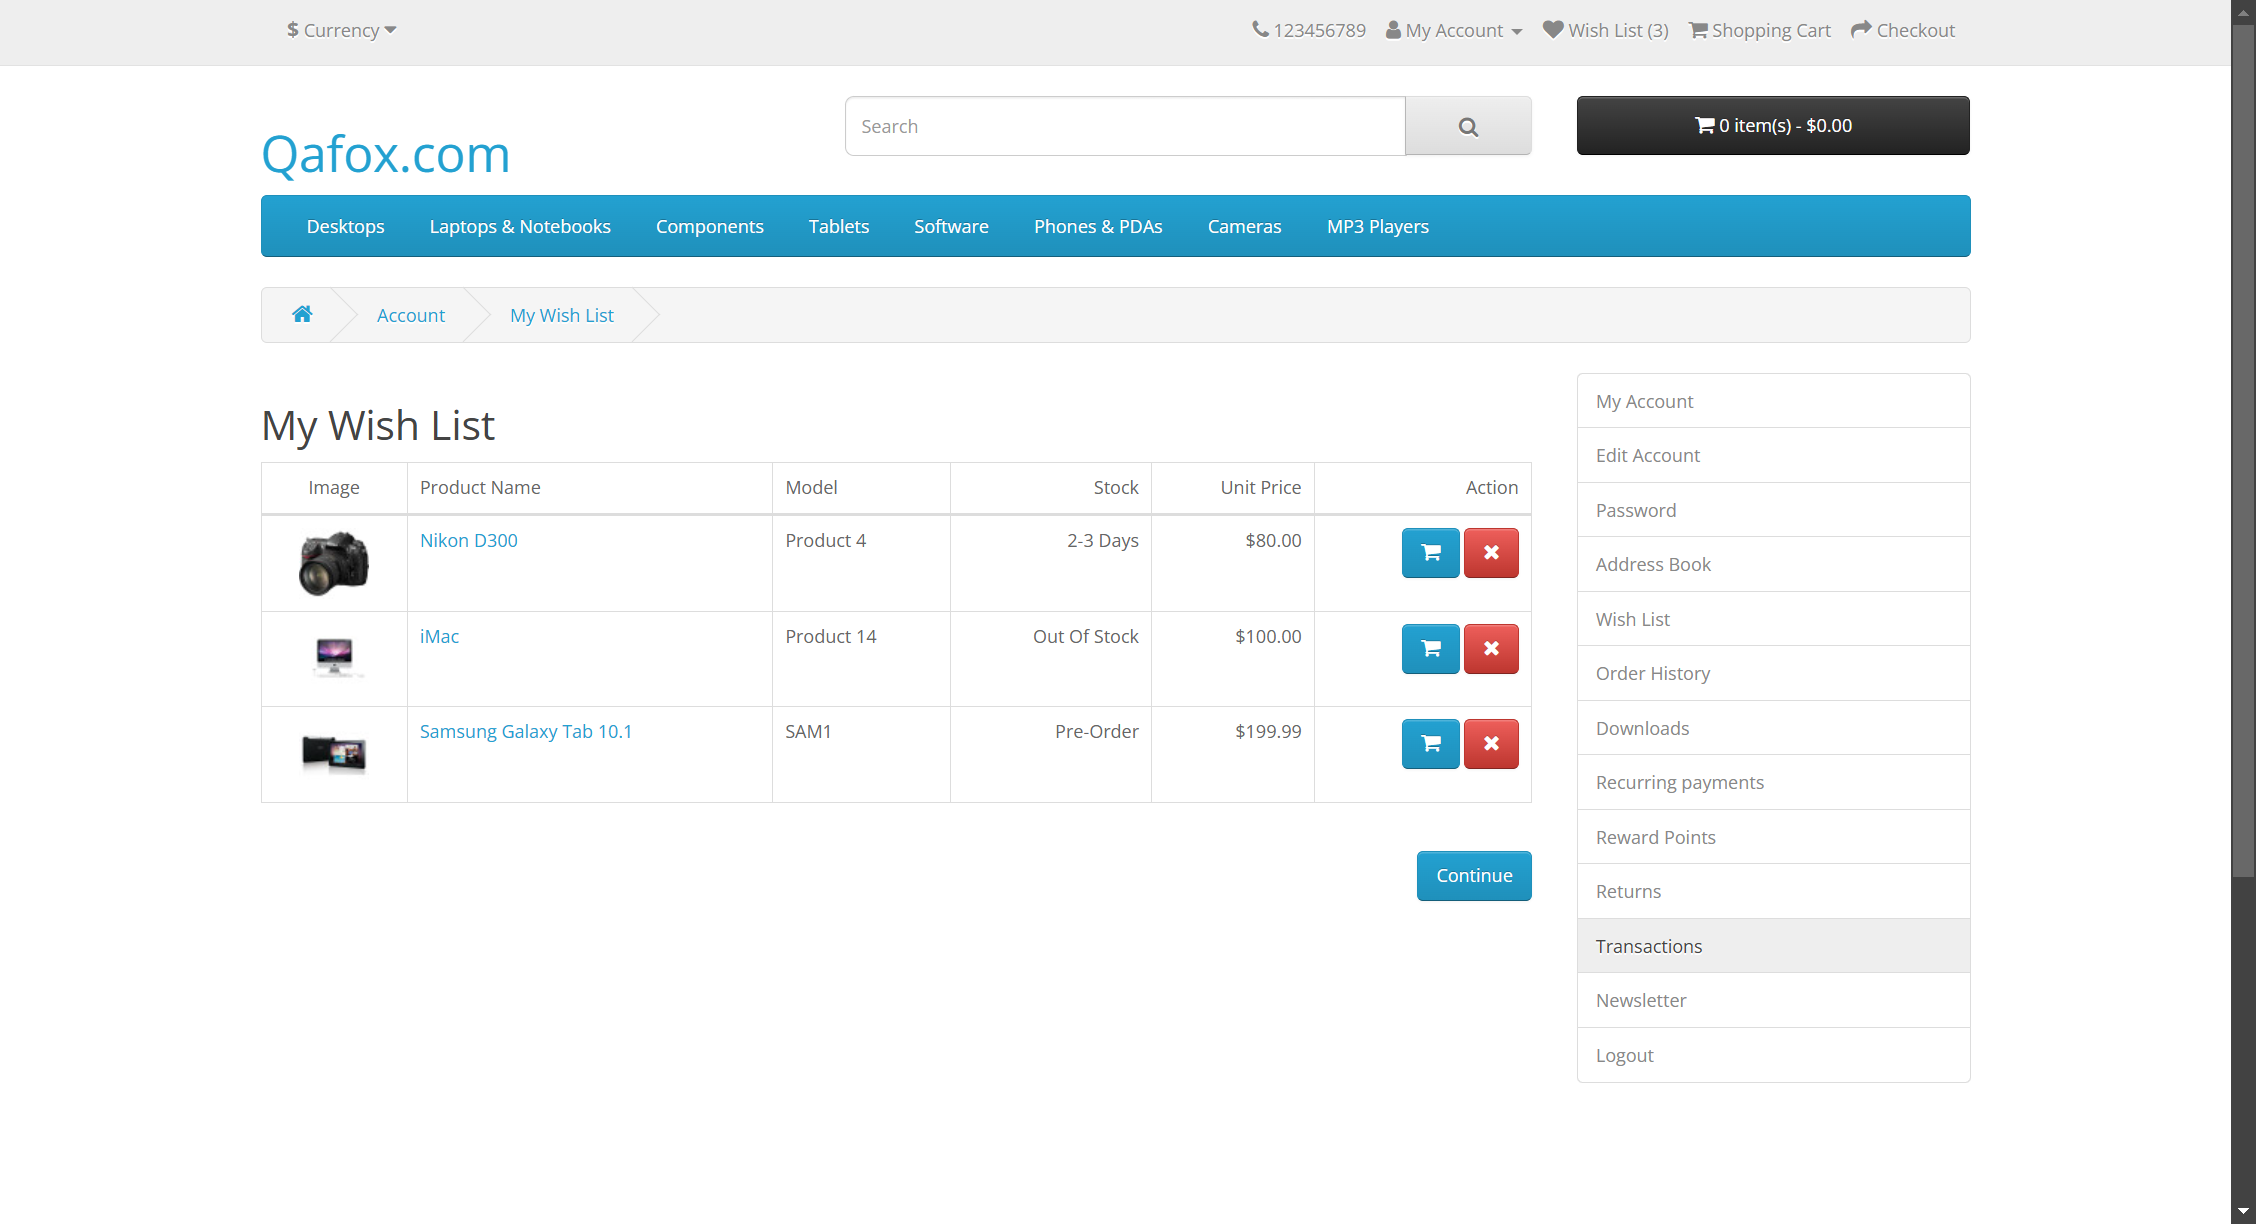 $ Currency
123456789 My Account Wish List (3) Shopping Cart Checkout
Qafox.com
Search
0 item(s) - $0.00
Desktops Laptops & Notebooks Components Tablets Software Phones & PDAs Cameras MP3 Players
Account My Wish List
My Wish List
Image Product Name Model Stock Unit Price Action
Nikon D300 Product 4 2-3 Days $80.00
iMac Product 14 Out Of Stock $100.00
Samsung Galaxy Tab 10.1 SAM1 Pre-Order $199.99
Continue
My Account
Edit Account
Password
Address Book
Wish List
Order History
Downloads
Recurring payments
Reward Points
Returns
Transactions
Newsletter
Logout